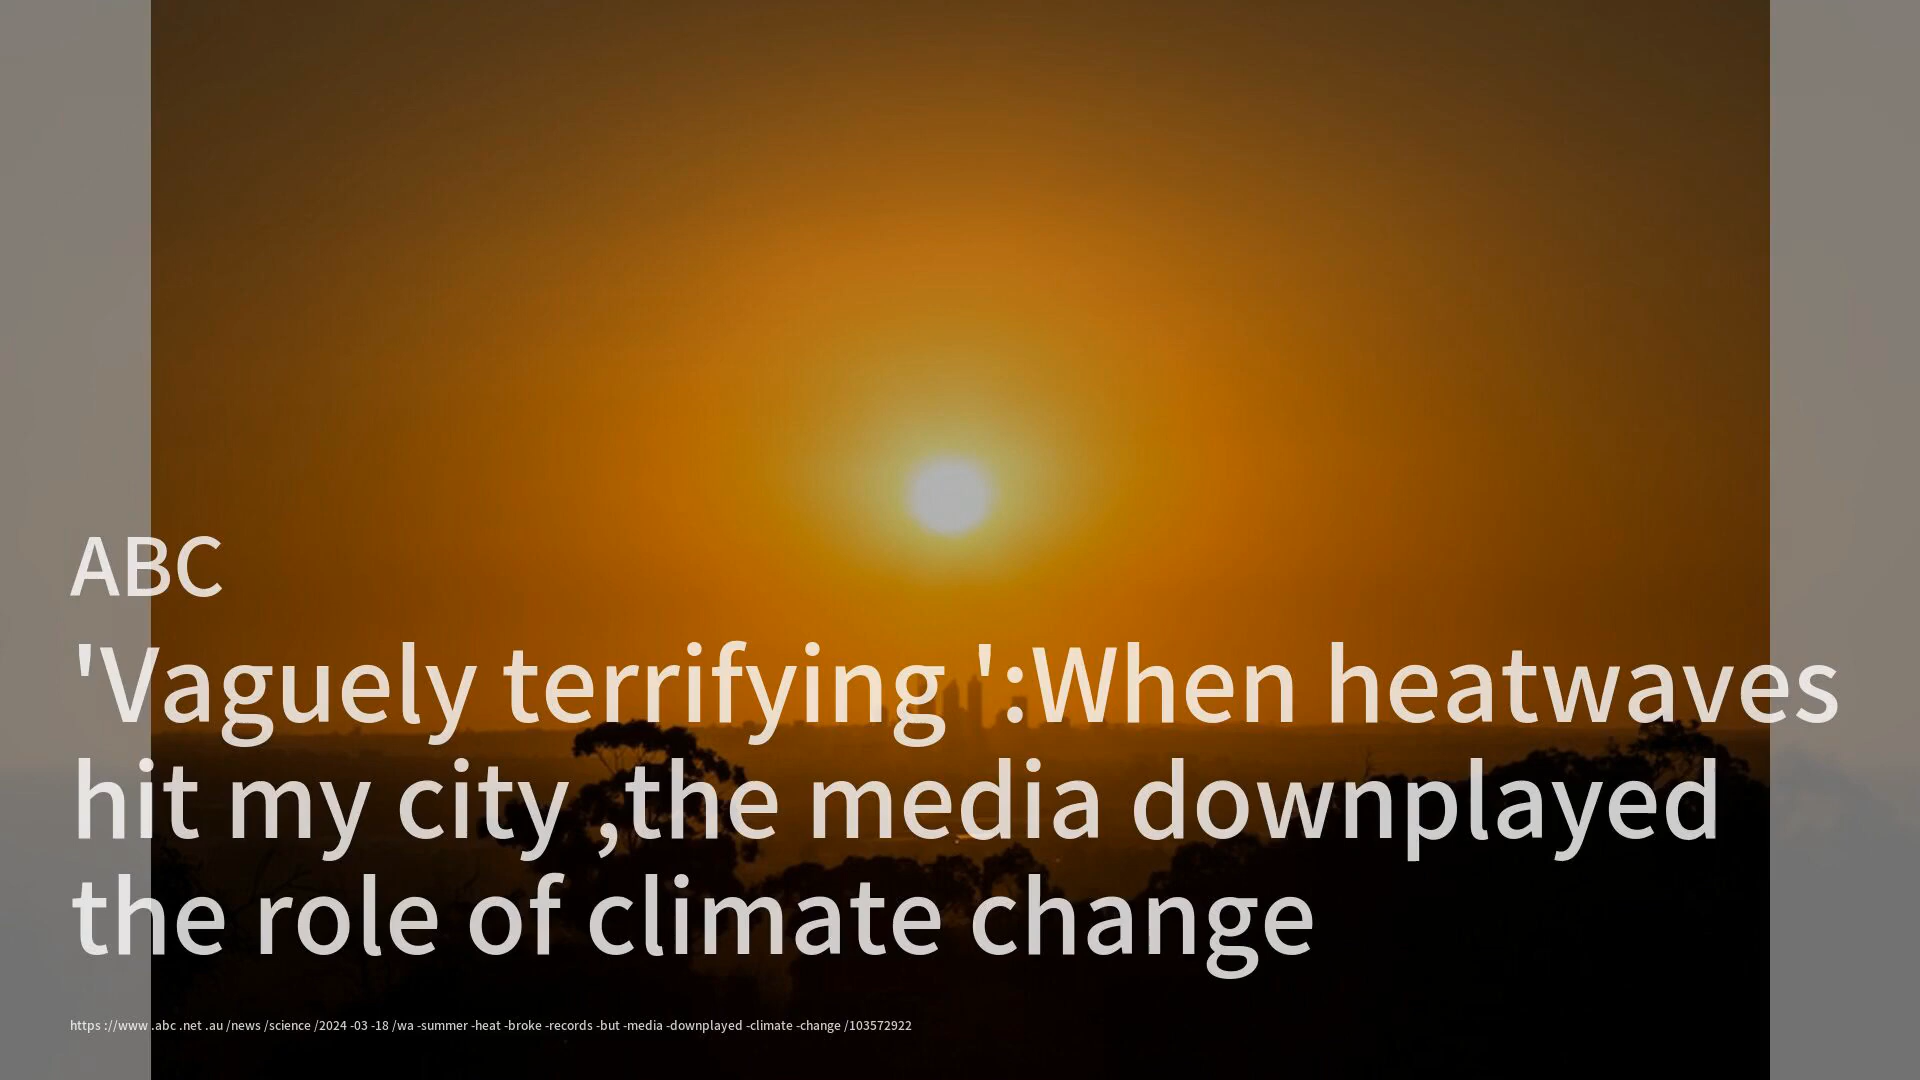 ABC
'Vaguely terrifying ':When heatwaves
hit my city ,the media downplayed
the role of climate change
https ://www .abc .net .au /news /science /2024 -03 -18 /wa -summer -heat -broke -records -but -media -downplayed -climate -change /103572922